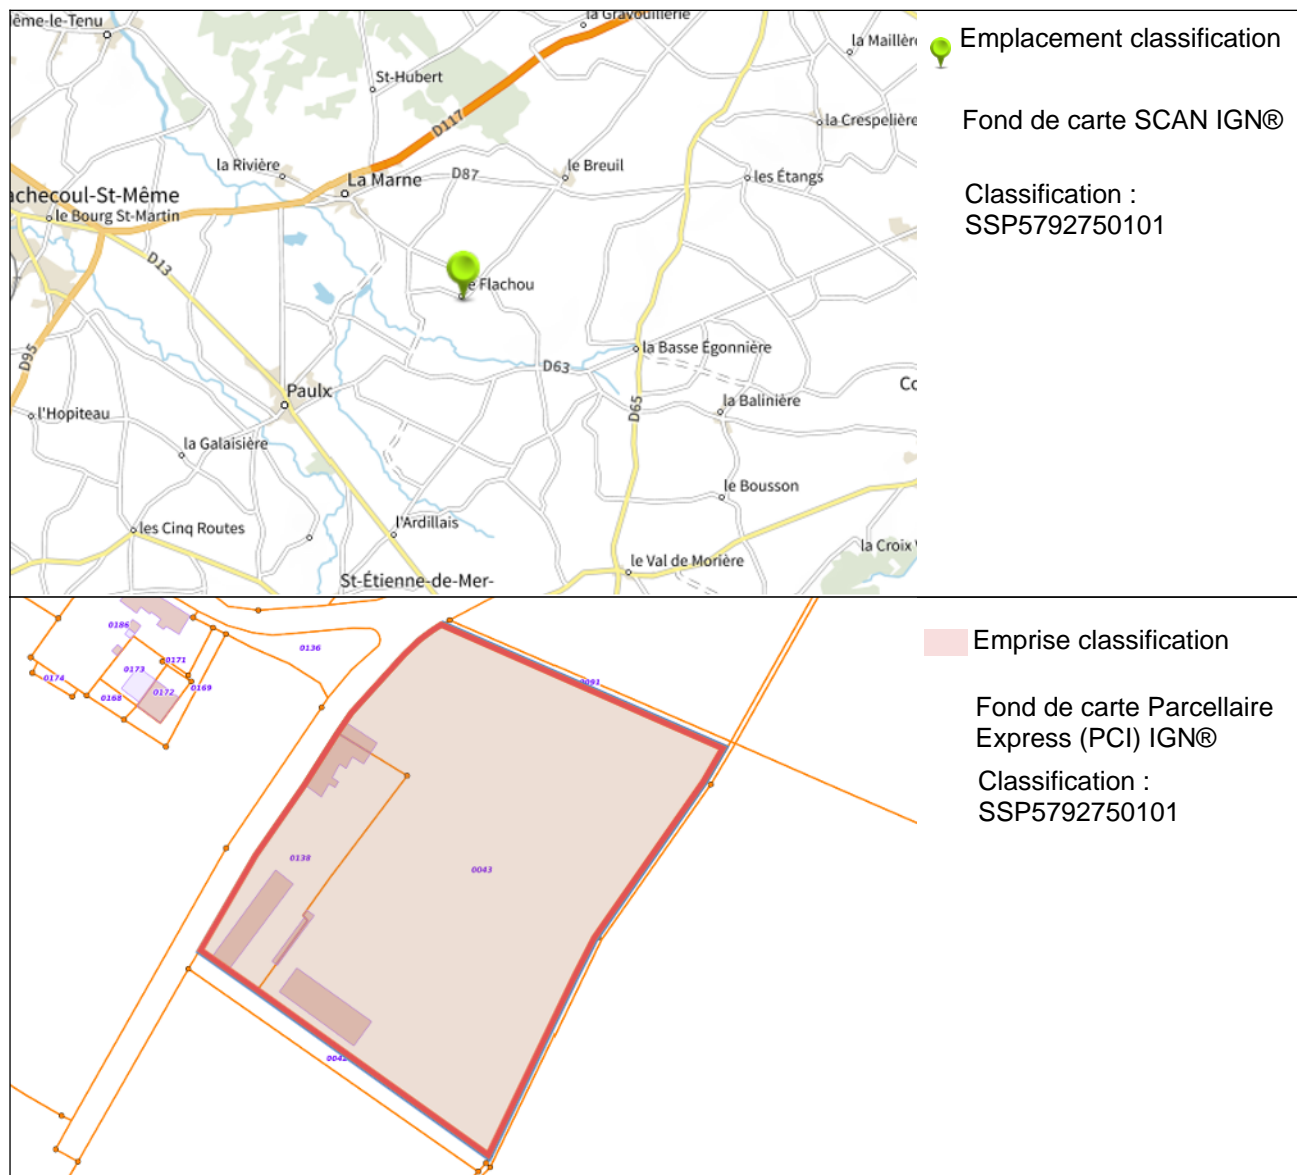 ême-le-Tenu
la Gravouillerie
la Maillère
St-Hubert
D117
la Crespelière
la Rivière
La Marne
D87
le Breuil
les Étangs
achecoul-St-Même
le Bourg St-Martin
D13
e Flachou
D95
D63
la Basse Égonnière
Paulx
D65
Co
l'Hopiteau
la Balinière
la Galaisière
le Bousson
les Cinq Routes
l'Ardillais
la Croix V
le Val de Morière
St-Étienne-de-Mer-
Emplacement classification
Fond de carte SCAN IGN®
Classification :
SSP5792750101
0186
0136
0171
0173
0174
0172
0169
0168
0091
0138
0043
0042
Emprise classification
Fond de carte Parcellaire
Express (PCI) IGN®
Classification :
SSP5792750101